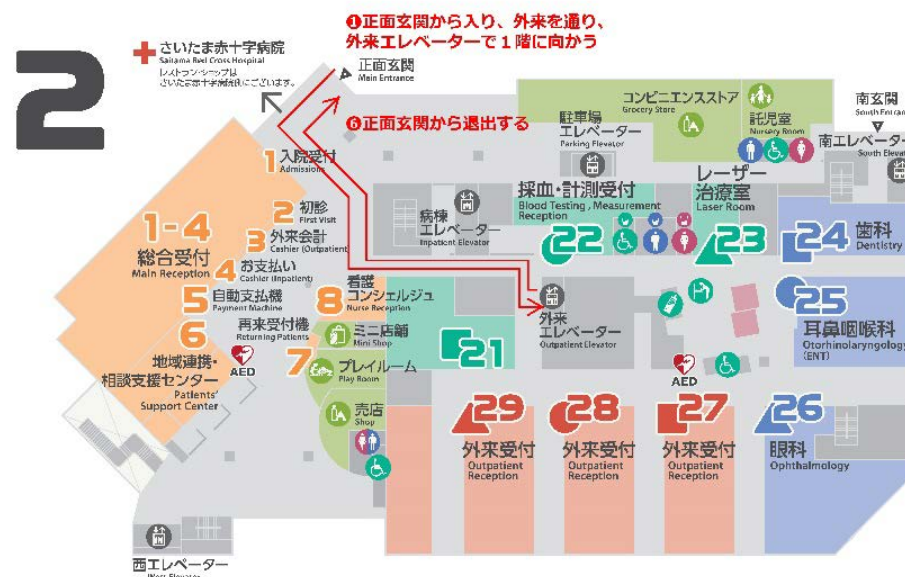 2
❶正面玄関から入り、外来を通り、
外来エレベーターで１階に向かう
さいたま赤十字病院
Saitama Red Cross Hospital
レストラン・ショップは
さいたま赤十字病院側にございます。
正面玄関
Main Entrance
❻正面玄関から退出する
コンビニエンスストア
Grocery Store
託児室
Nursery Room
南玄関
South Entran
駐車場
エレベーター
Parking Elevator
南エレベーター
South Elevat
1
入院受付
Admissions
2
初診
First Visit
3
外来会計
Cashier (Outpatient)
4
お支払い
Cashier (Inpatient)
1-4
総合受付
Main Reception
5
自動支払機
Payment Machine
6
地域連携・
相談支援センター
Patients'
Support Center
再来受付機
Returning Patients
7
AED
8
看護
コンシェルジュ
Nurse Reception
ミニ店舗
Mini Shop
プレイルーム
Play Room
売店
Shop
病棟
エレベーター
Inpatient Elevator
採血・計測受付
Blood Testing , Measurement
Reception
22
レーザー
治療室
Laser Room
23
24
歯科
Dentistry
25
耳鼻咽喉科
Otorhinolaryngology
(ENT)
外来
エレベーター
Outpatient Elevator
21
AED
29
外来受付
Outpatient
Reception
28
外来受付
Outpatient
Reception
27
外来受付
Outpatient
Reception
26
眼科
Ophthalmology
西エレベーター
West Elevator